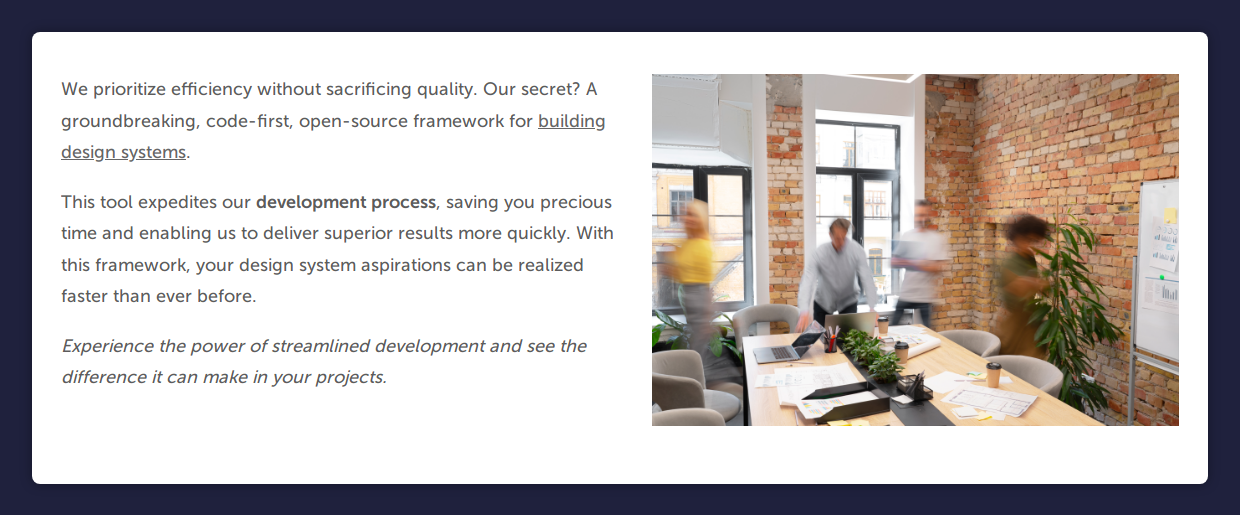 We prioritize efficiency without sacrificing quality. Our secret? A
groundbreaking, code-first, open-source framework for building
design systems.
This tool expedites our development process, saving you precious
time and enabling us to deliver superior results more quickly. With
this framework, your design system aspirations can be realized
faster than ever before.
Experience the power of streamlined development and see the
difference it can make in your projects.